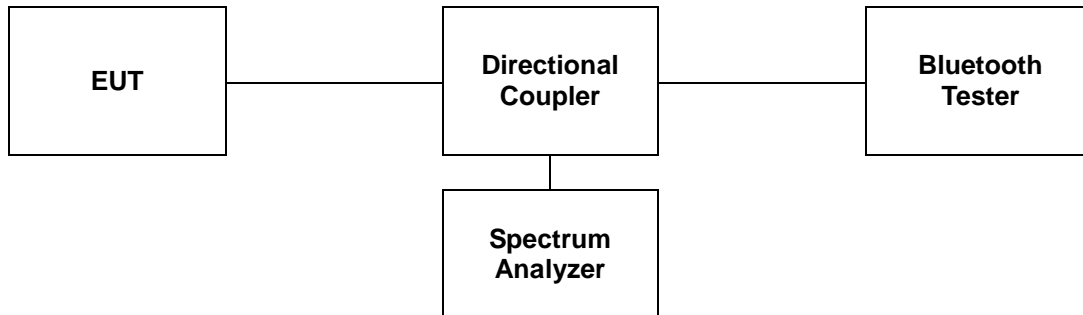 EUT
Directional
Coupler
Bluetooth
Tester
Spectrum
Analyzer